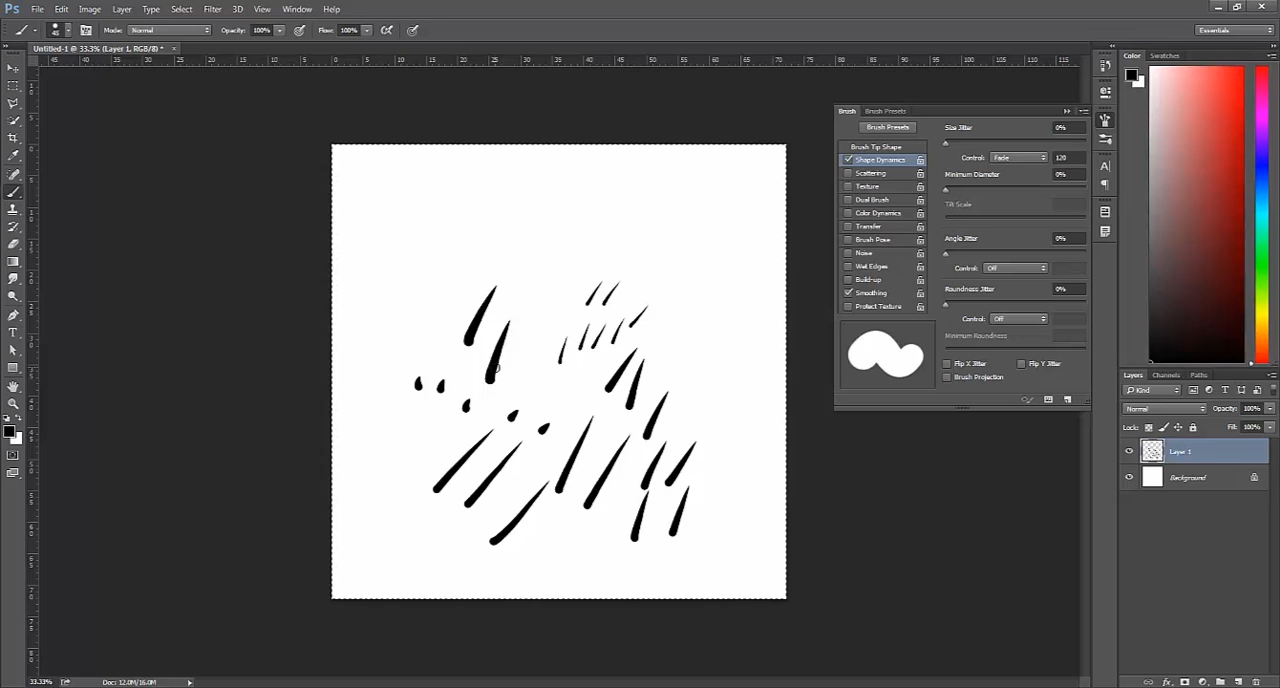 Ps File Edit Image Layer Type Select Filter 3D View Window Help
45 Mode: Normal Opacity: 100% Flow: 100% Essentials
Untitled-1 @ 33.3% (Layer 1, RGB/8) * ×
Color Swatches
Brush Brush Presets
Brush Presets
Size Jitter 0%
Brush Tip Shape
Shape Dynamics
Control: Fade 120
Scattering
Minimum Diameter 0%
Texture
Dual Brush
Tilt Scale
Color Dynamics
Transfer
Brush Pose
Angle Jitter 0%
Noise
Wet Edges
Control: Off
Build-up
Smoothing
Roundness Jitter 0%
Protect Texture
Control: Off
Minimum Roundness
Flip X Jitter Flip Y Jitter
Brush Projection
Layers Channels Paths
Kind
Normal Opacity: 100%
Lock: Fill: 100%
Layer 1
Background
33.33% Doc: 12.0M/16.0M